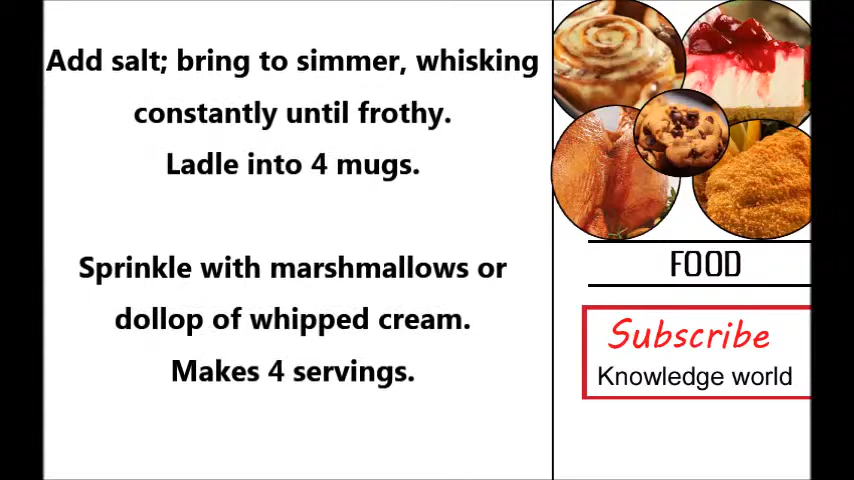 Add salt; bring to simmer, whisking
constantly until frothy.
Ladle into 4 mugs.
Sprinkle with marshmallows or
dollop of whipped cream.
Makes 4 servings.
FOOD
Subscribe
Knowledge world